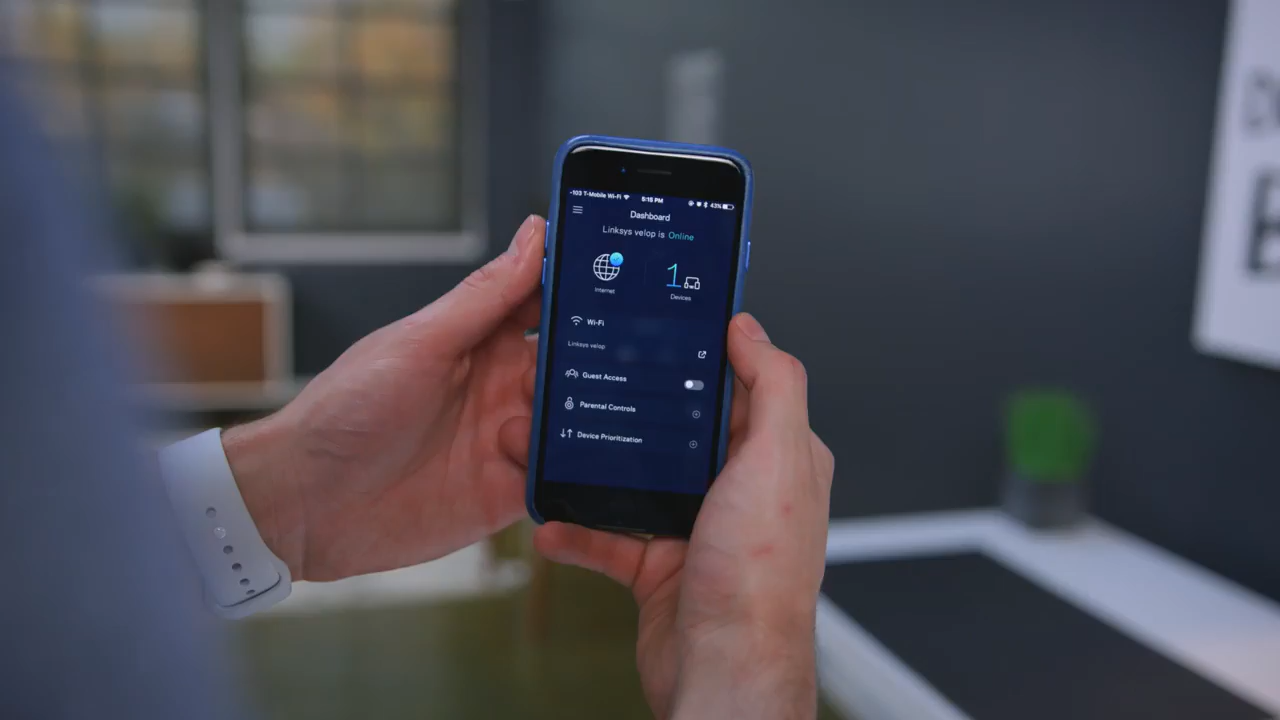 -103 T-Mobile Wi-Fi 5:15 PM 43%
Dashboard
Linksys velop is Online
Internet
1
Devices
Wi-Fi
Linksys velop
Guest Access
Parental Controls
Device Prioritization